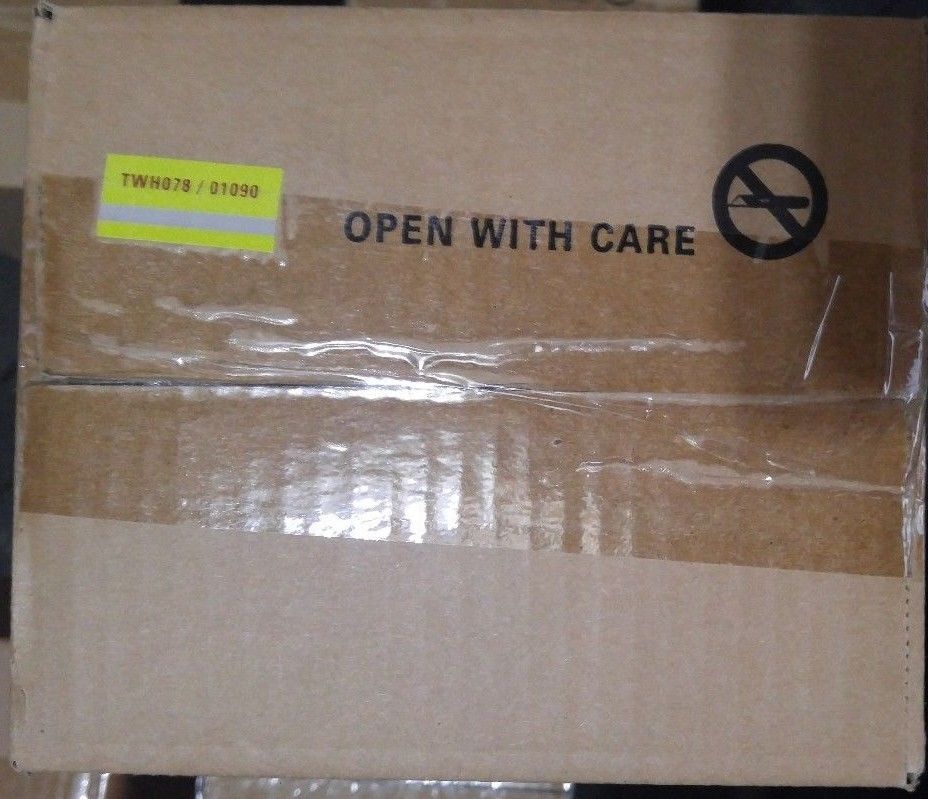 TWH078 / 01090
OPEN WITH CARE